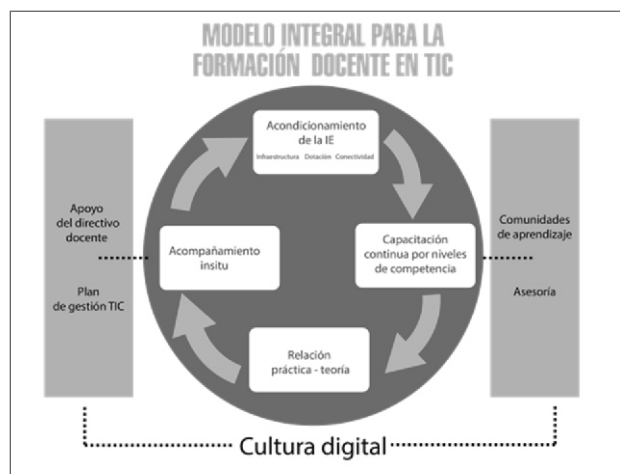 MODELO INTEGRAL PARA LA
FORMACIÓN DOCENTE EN TIC
Acondicionamiento
de la IE
Infraestructura Dotación Conectividad
Apoyo
del directivo
docente
Plan
de gestión TIC
Acompañamiento
insitu
Capacitación
continua por niveles
de competencia
Comunidades
de aprendizaje
Asesoría
Relación
práctica - teoría
Cultura digital